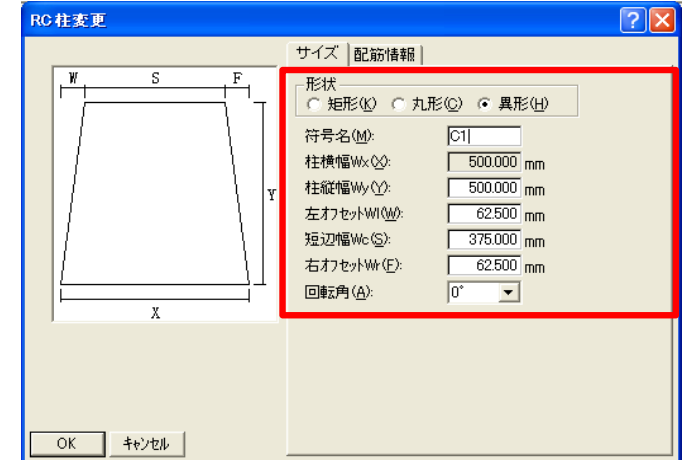 RC柱変更
サイズ 配筋情報
W S F
Y
X
形状
矩形(K) 丸形(C) 異形(H)
符号名(M): C1
柱横幅Wx(X): 500.000 mm
柱縦幅Wy(Y): 500.000 mm
左オフセットWl(W): 62.500 mm
短辺幅Wc(S): 375.000 mm
右オフセットWr(F): 62.500 mm
回転角(A): 0°
OK キャンセル